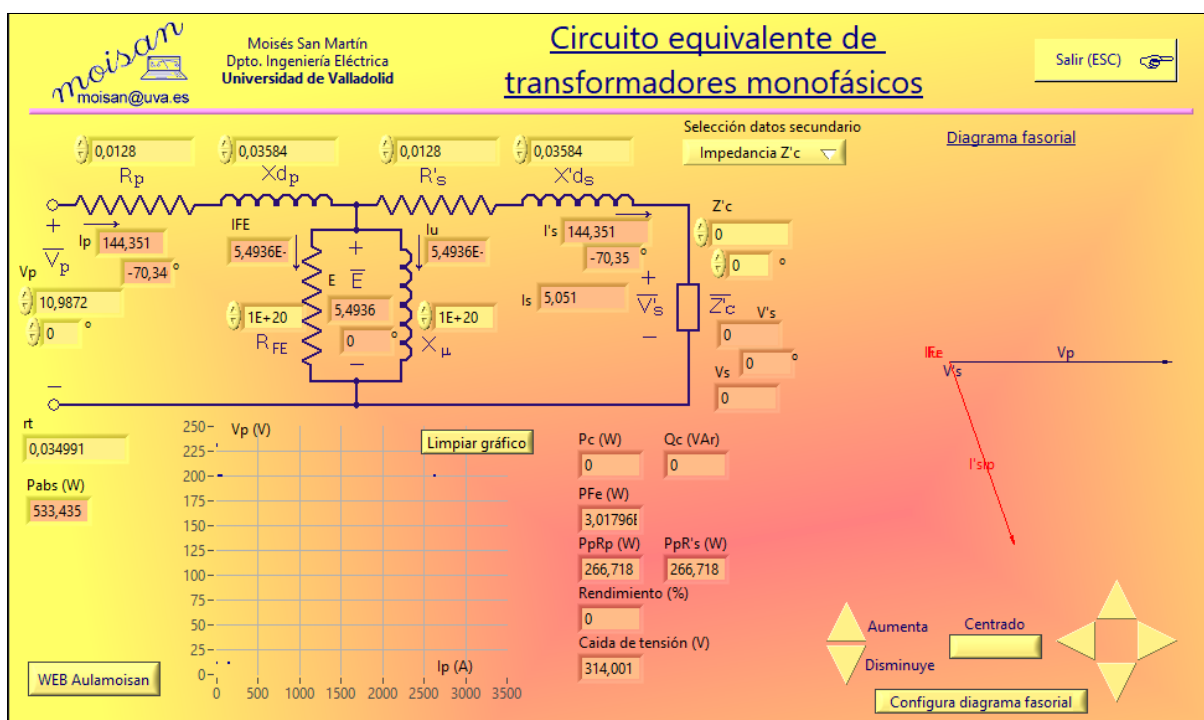 moisan
moisan@uva.es
Moisés San Martín
Dpto. Ingeniería Eléctrica
Universidad de Valladolid
Circuito equivalente de
transformadores monofásicos
Salir (ESC)
Selección datos secundario
Impedancia Z'c
Diagrama fasorial
0,0128
0,03584
0,0128
0,03584
Rp
Xdp
R's
X'ds
Z'c
0
0 º
+
Vp
Ip
144,351
-70,34 º
Vp
10,9872
0 º
−
IFE
5,4936E-
1E+20
RFE
+
E
E
5,4936
0 º
−
Iu
5,4936E-
1E+20
Xμ
I's
144,351
-70,35 º
Is
5,051
+
V's
−
Z'c
V's
0
0 º
Vs
0
IFe
V's
Vp
I's Ip
rt
0,034991
Pabs (W)
533,435
Vp (V)
Limpiar gráfico
250
225
200
175
150
125
100
75
50
25
0
0 500 1000 1500 2000 2500 3000 3500
Ip (A)
Pc (W)
0
Qc (VAr)
0
PFe (W)
3,01796E
PpRp (W)
266,718
PpR's (W)
266,718
Rendimiento (%)
0
Caida de tensión (V)
314,001
Aumenta
Disminuye
Centrado
Configura diagrama fasorial
WEB Aulamoisan